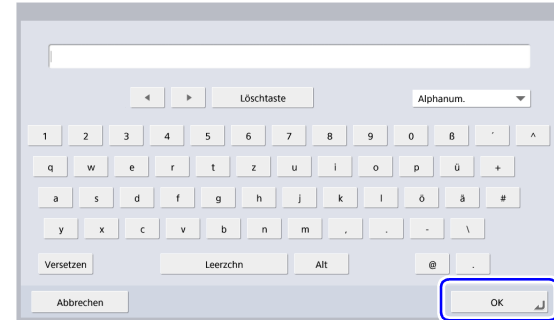 Löschtaste Alphanum.
1 2 3 4 5 6 7 8 9 0 ß ´ ^
q w e r t z u i o p ü +
a s d f g h j k l ö ä #
y x c v b n m , . - \
Versetzen Leerzchn Alt @ .
Abbrechen OK